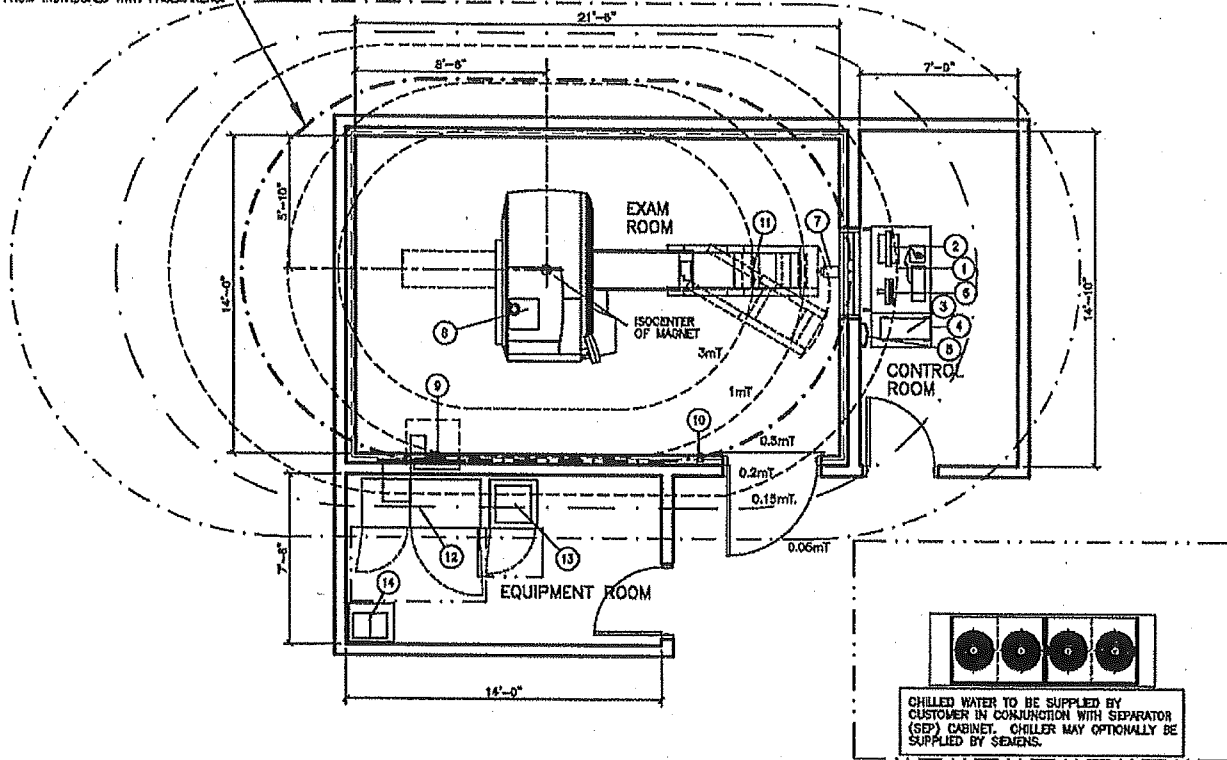 21'-6"
8'-6"
7'-0"
5'-10"
14'-0"
14'-10"
EXAM
ROOM
11
7
2
1
6
3
4
5
8
ISOCENTER
OF MAGNET
3mT
1mT
CONTROL
ROOM
9
10
0.5mT
0.2mT
0.15mT
0.05mT
7'-6"
12
13
14
EQUIPMENT ROOM
14'-0"
CHILLED WATER TO BE SUPPLIED BY
CUSTOMER IN CONJUNCTION WITH SEPARATOR
(SEP) CABINET. CHILLER MAY OPTIONALLY BE
SUPPLIED BY SIEMENS.